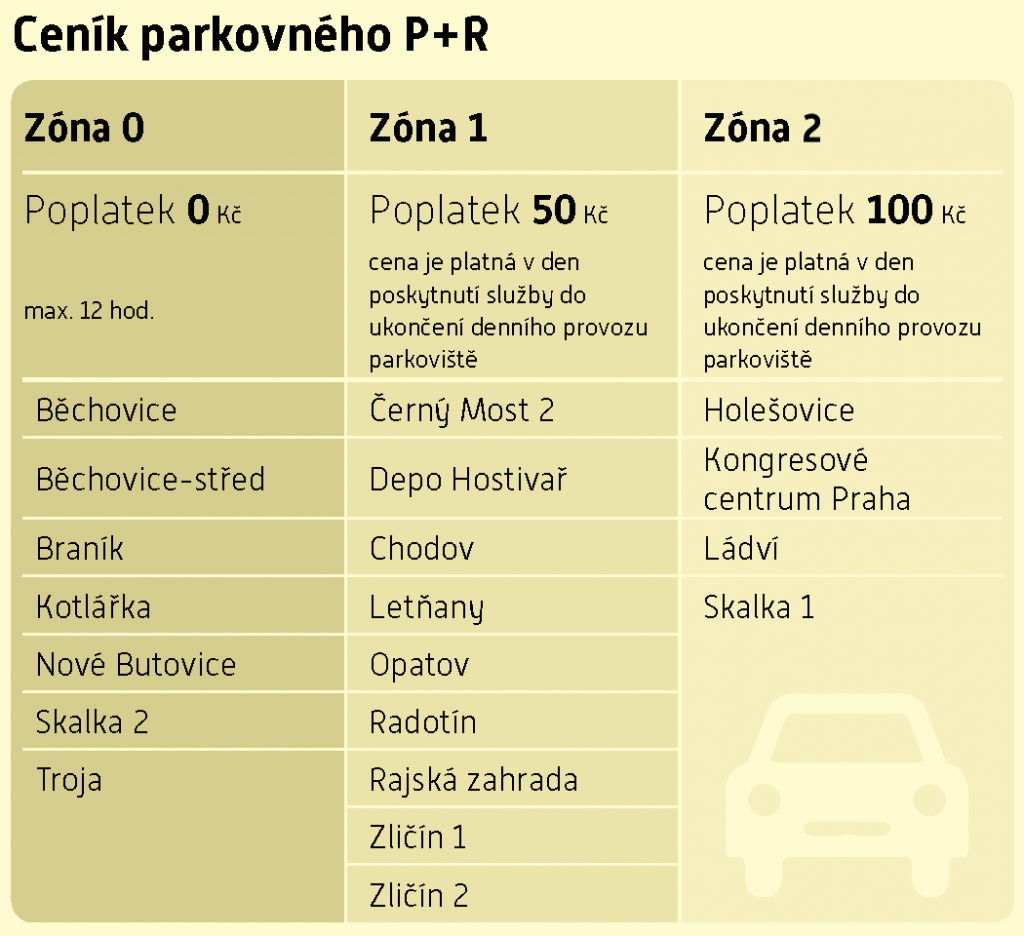 Ceník parkovného P+R
Zóna 0
Poplatek 0 Kč
max. 12 hod.
Běchovice
Běchovice-střed
Braník
Kotlářka
Nové Butovice
Skalka 2
Troja
Zóna 1
Poplatek 50 Kč
cena je platná v den
poskytnutí služby do
ukončení denního provozu
parkoviště
Černý Most 2
Depo Hostivař
Chodov
Letňany
Opatov
Radotín
Rajská zahrada
Zličín 1
Zličín 2
Zóna 2
Poplatek 100 Kč
cena je platná v den
poskytnutí služby do
ukončení denního provozu
parkoviště
Holešovice
Kongresové
centrum Praha
Ládví
Skalka 1